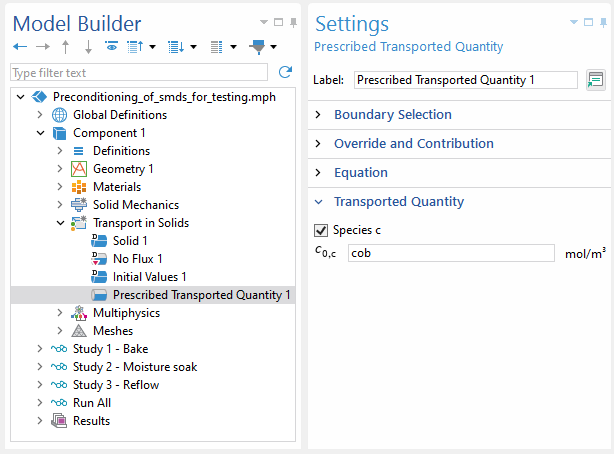 Model Builder
Type filter text
Preconditioning_of_smds_for_testing.mph
Global Definitions
Component 1
Definitions
Geometry 1
Materials
Solid Mechanics
Transport in Solids
Solid 1
No Flux 1
Initial Values 1
Prescribed Transported Quantity 1
Multiphysics
Meshes
Study 1 - Bake
Study 2 - Moisture soak
Study 3 - Reflow
Run All
Results
Settings
Prescribed Transported Quantity
Label: Prescribed Transported Quantity 1
Boundary Selection
Override and Contribution
Equation
Transported Quantity
Species c
c0,c cob mol/m³